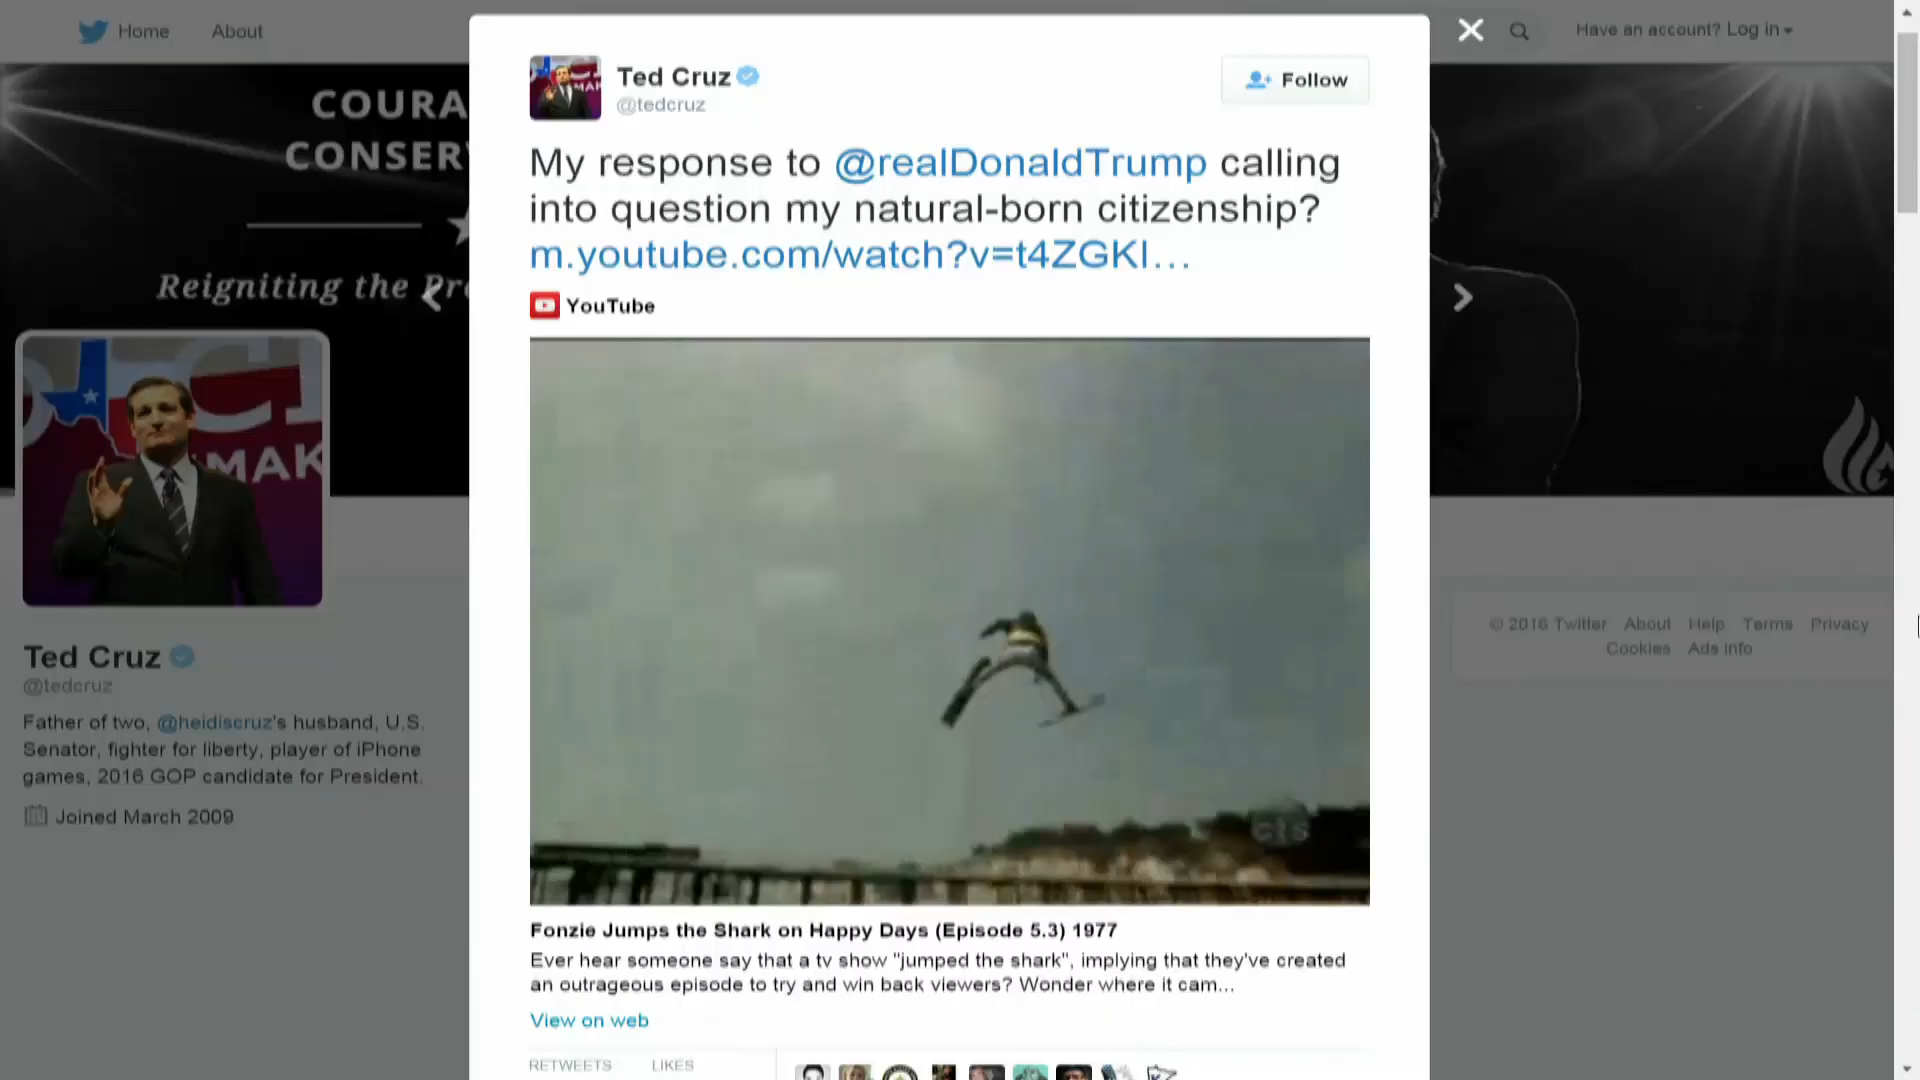 Home
About
Have an account? Log in
COURA
CONSERV
Reigniting the Pr
Ted Cruz
@tedcruz
Follow
My response to @realDonaldTrump calling
into question my natural-born citizenship?
m.youtube.com/watch?v=t4ZGKI...
YouTube
MAK
cts
Fonzie Jumps the Shark on Happy Days (Episode 5.3) 1977
Ever hear someone say that a tv show "jumped the shark", implying that they've created
an outrageous episode to try and win back viewers? Wonder where it cam...
View on web
RETWEETS LIKES
Ted Cruz
@tedcruz
Father of two, @heidiscruz's husband, U.S.
Senator, fighter for liberty, player of iPhone
games, 2016 GOP candidate for President.
Joined March 2009
© 2016 Twitter About Help Terms Privacy
Cookies Ads info